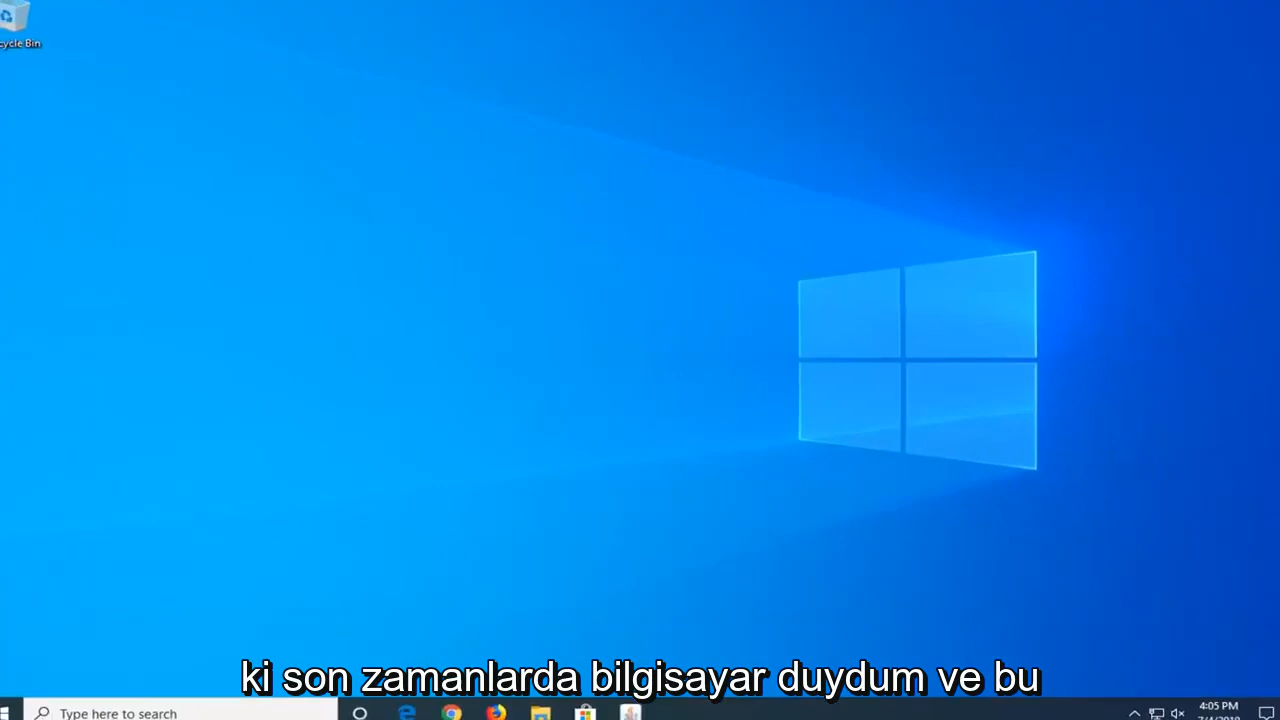 cycle Bin
ki son zamanlarda bilgisayar duydum ve bu
Type here to search
4:05 PM